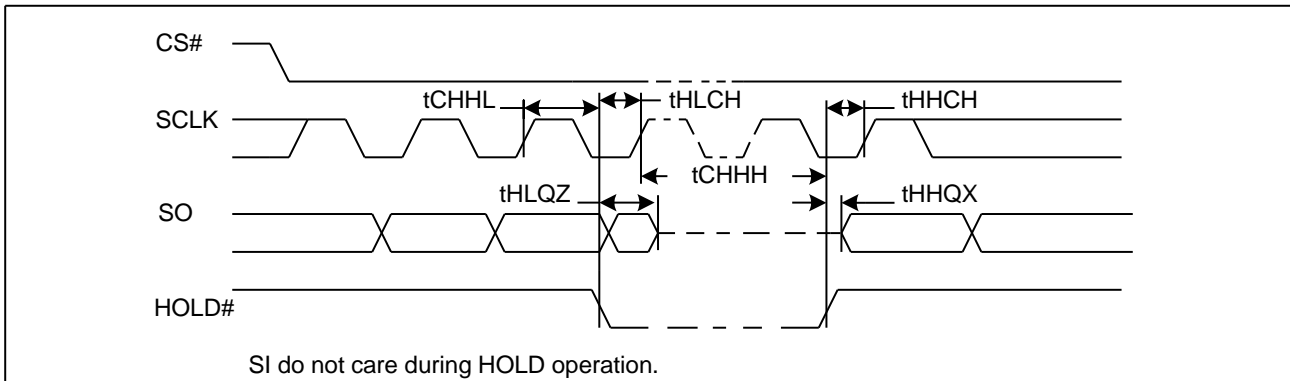 CS#
tCHHL
tHLCH
tHHCH
SCLK
tCHHH
tHLQZ
tHHQX
SO
HOLD#
SI do not care during HOLD operation.